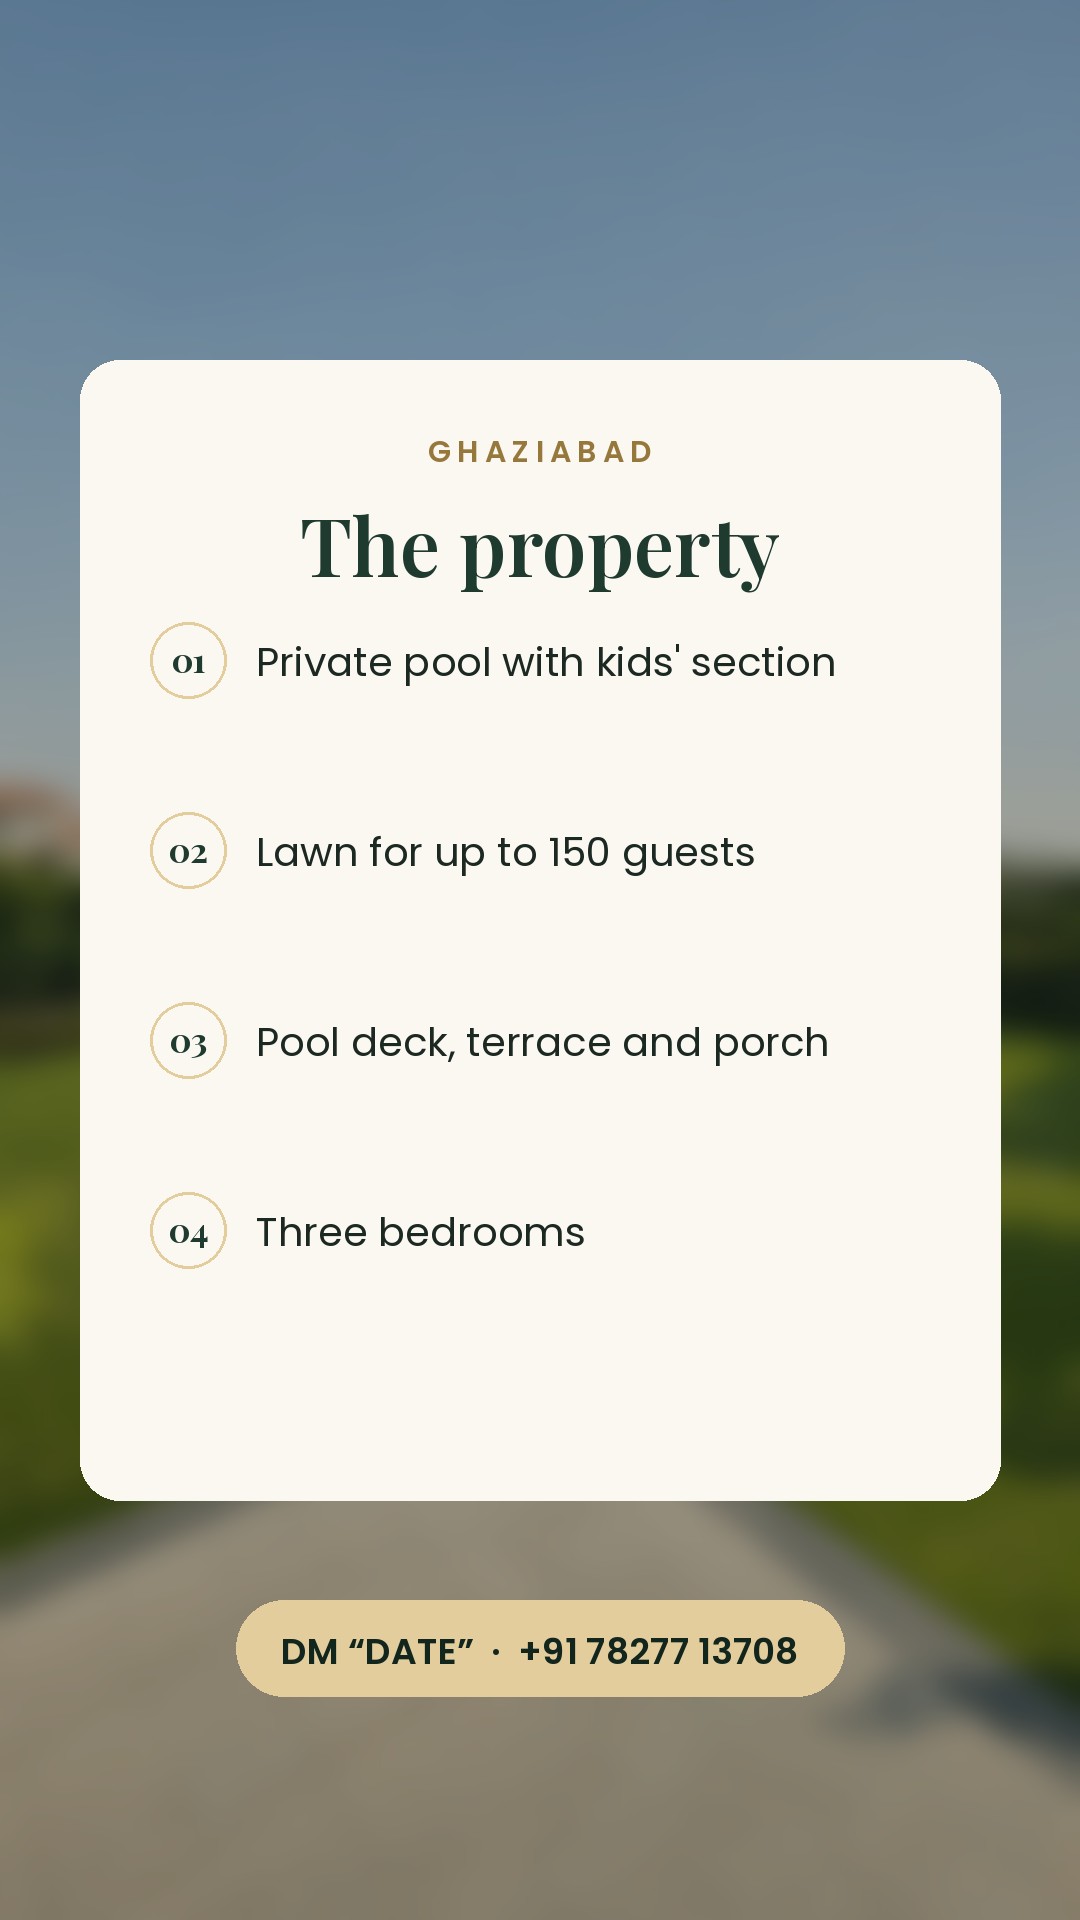 GHAZIABAD
The property
01 Private pool with kids' section
02 Lawn for up to 150 guests
03 Pool deck, terrace and porch
04 Three bedrooms
DM “DATE” · +91 78277 13708